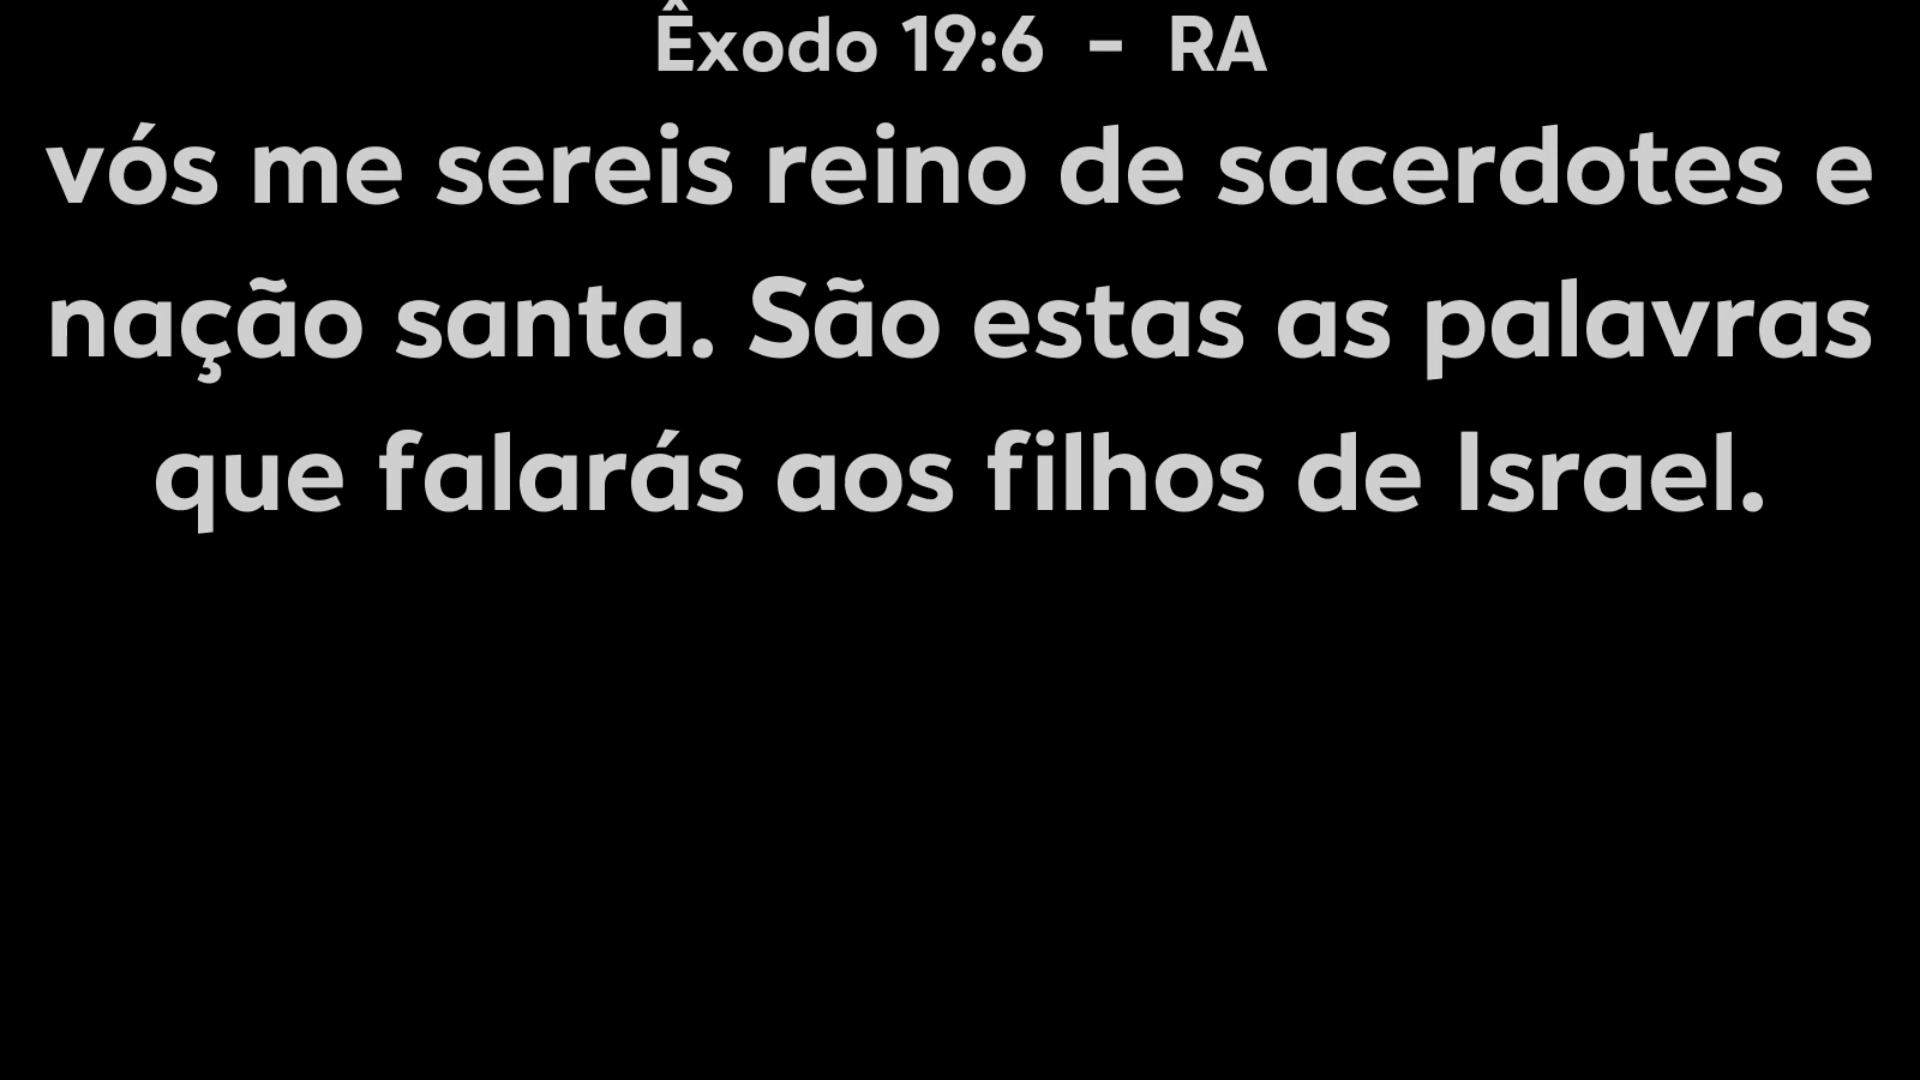 Êxodo 19:6 - RA
vós me sereis reino de sacerdotes e
nação santa. São estas as palavras
que falarás aos filhos de Israel.